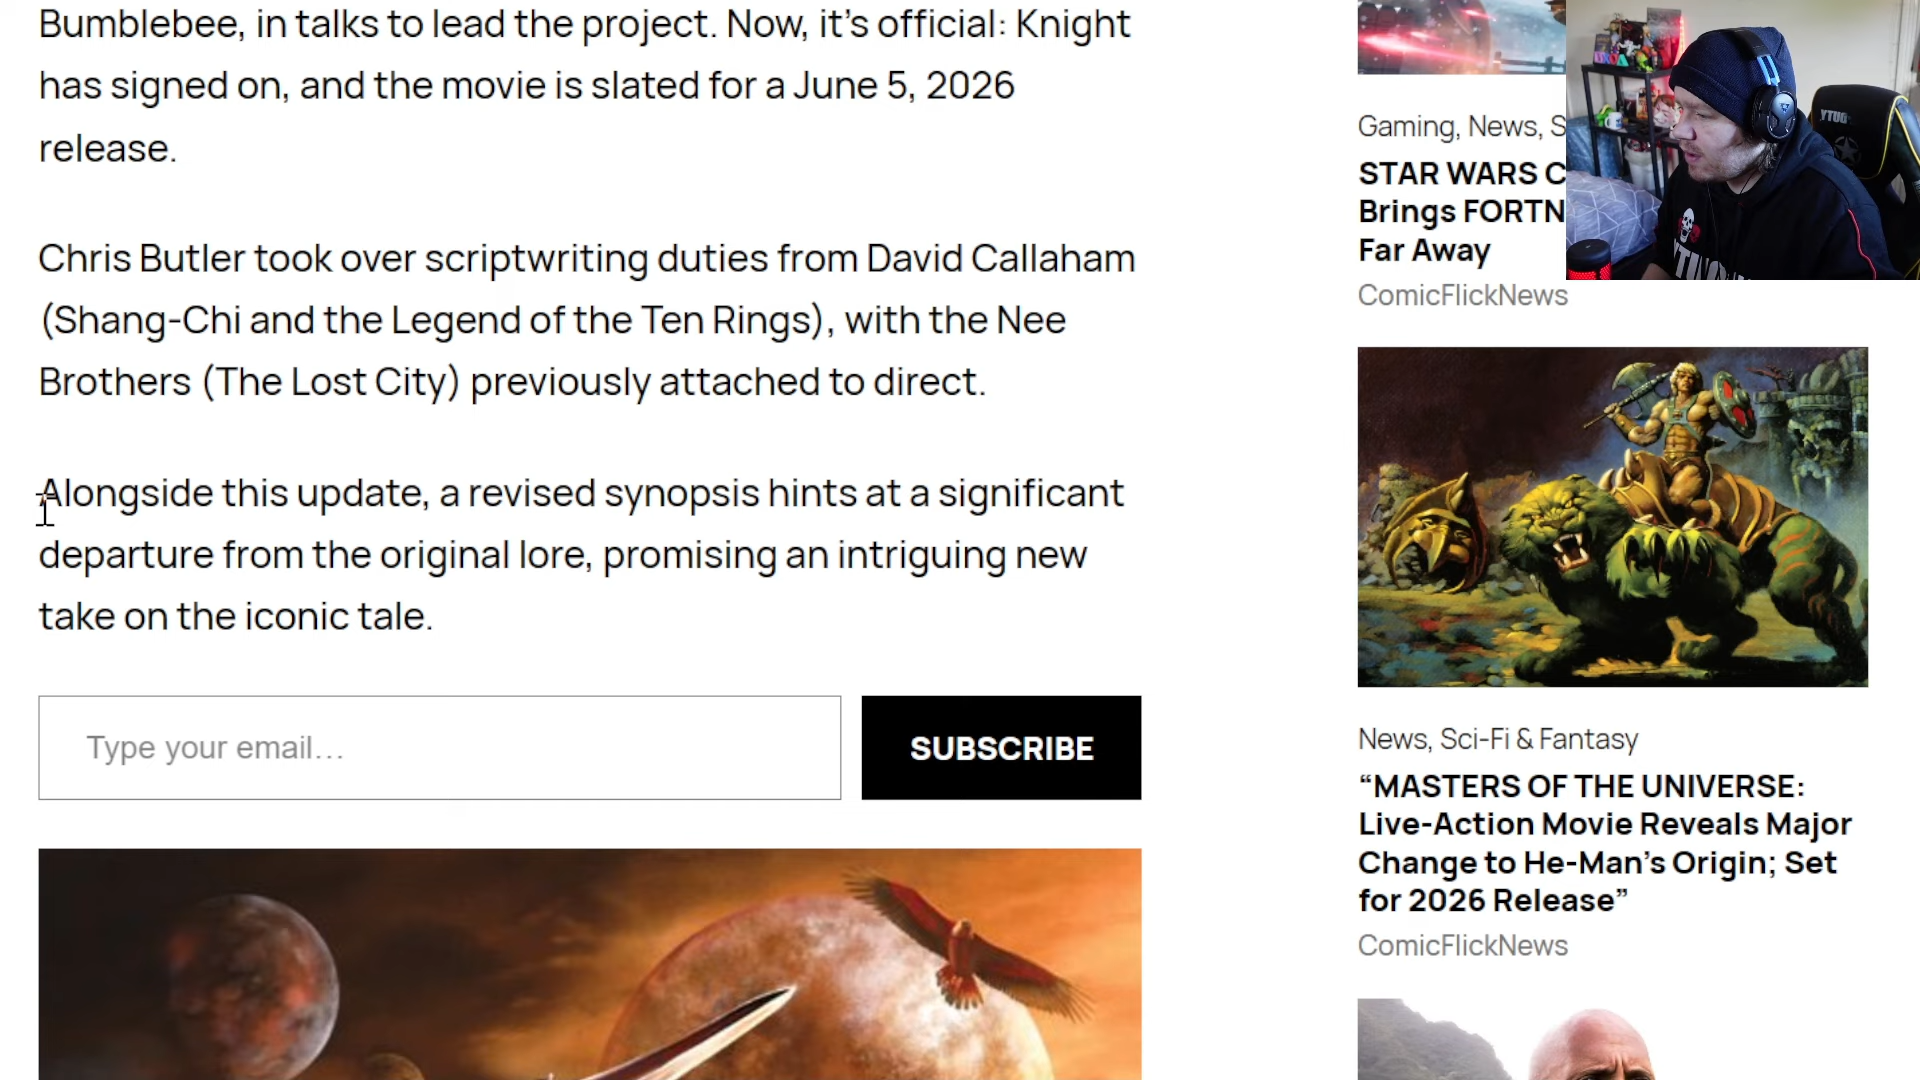 Bumblebee, in talks to lead the project. Now, it’s official: Knight
has signed on, and the movie is slated for a June 5, 2026
release.
Chris Butler took over scriptwriting duties from David Callaham
(Shang-Chi and the Legend of the Ten Rings), with the Nee
Brothers (The Lost City) previously attached to direct.
Alongside this update, a revised synopsis hints at a significant
departure from the original lore, promising an intriguing new
take on the iconic tale.
Type your email…
SUBSCRIBE
Gaming, News, S
STAR WARS C
Brings FORTN
Far Away
ComicFlickNews
News, Sci-Fi & Fantasy
“MASTERS OF THE UNIVERSE:
Live-Action Movie Reveals Major
Change to He-Man’s Origin; Set
for 2026 Release”
ComicFlickNews